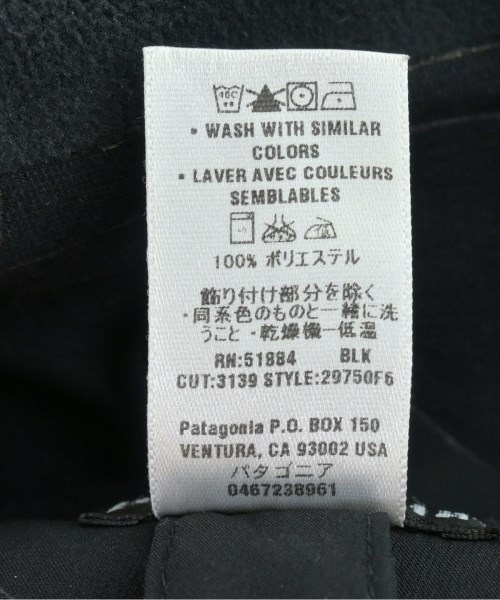 • WASH WITH SIMILAR
COLORS
• LAVER AVEC COULEURS
SEMBLABLES
100% ポリエステル
飾り付け部分を除く
・同系色のものと一緒に洗
うこと・乾燥機ー低温
RN:51884 BLK
CUT:3139 STYLE:29750F6
Patagonia P.O. BOX 150
VENTURA, CA 93002 USA
パタゴニア
0467238961